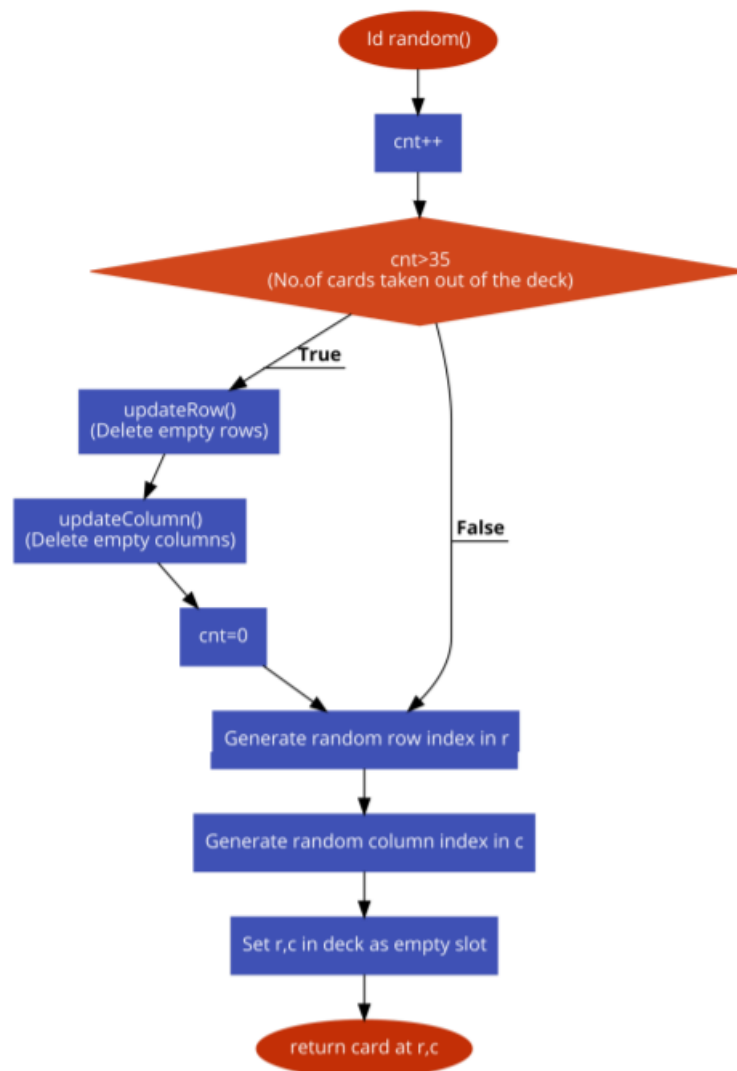 Id random()
cnt++
cnt>35
(No.of cards taken out of the deck)
True
updateRow()
(Delete empty rows)
updateColumn()
(Delete empty columns)
False
cnt=0
Generate random row index in r
Generate random column index in c
Set r,c in deck as empty slot
return card at r,c